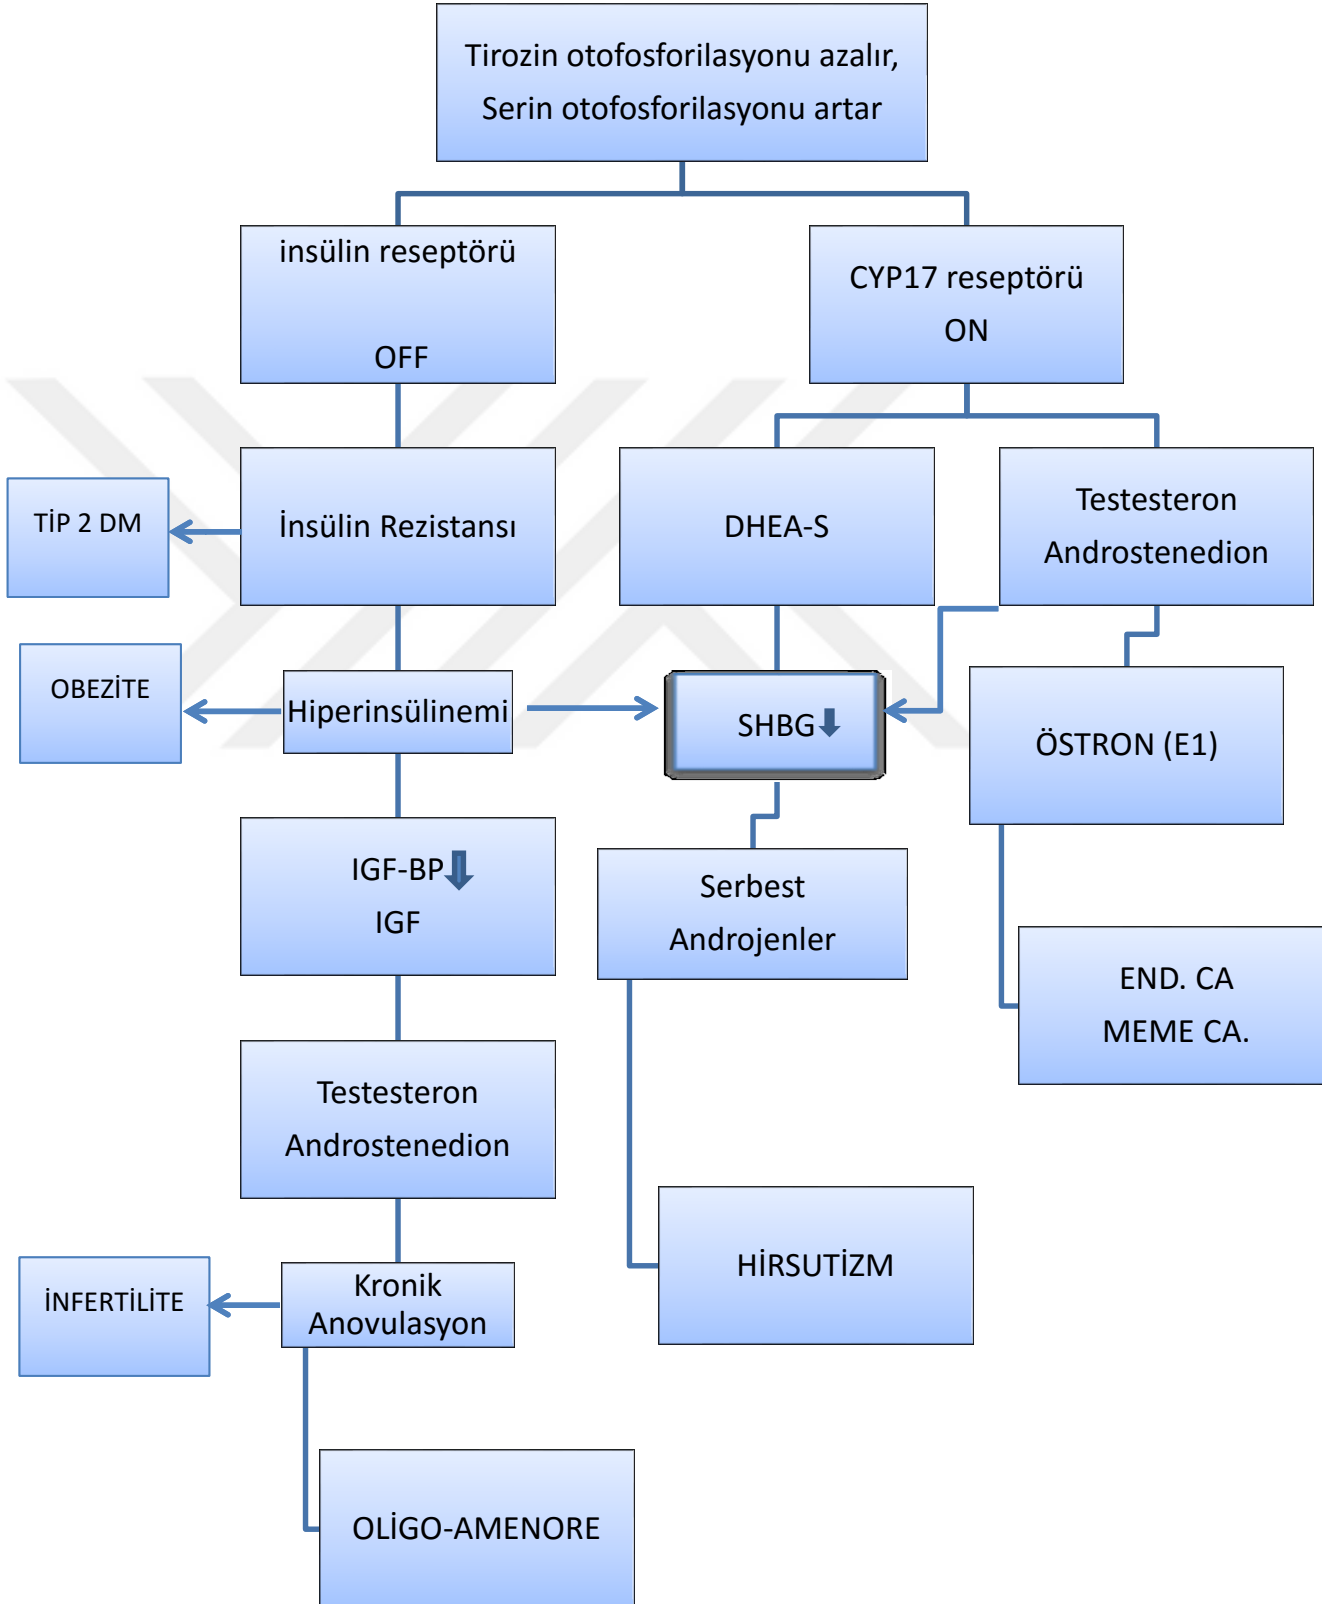 Tirozin otofosforilasyonu azalır,
Serin otofosforilasyonu artar
insülin reseptörü
OFF
CYP17 reseptörü
ON
TİP 2 DM
İnsülin Rezistansı
DHEA-S
Testesteron
Androstenedion
OBEZİTE
Hiperinsülinemi
SHBG
ÖSTRON (E1)
IGF-BP
IGF
Serbest
Androjenler
END. CA
MEME CA.
Testesteron
Androstenedion
HİRSUTİZM
İNFERTİLİTE
Kronik
Anovulasyon
OLİGO-AMENORE